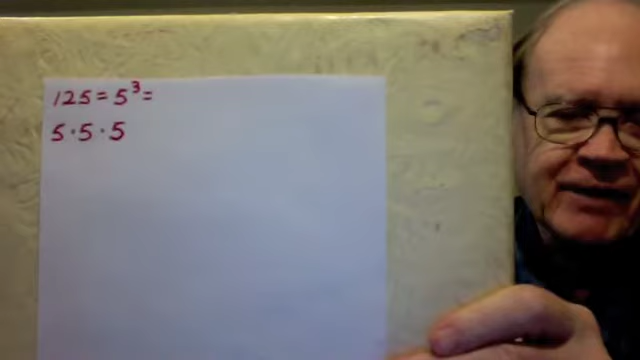 125 = 5³ =
5 · 5 · 5